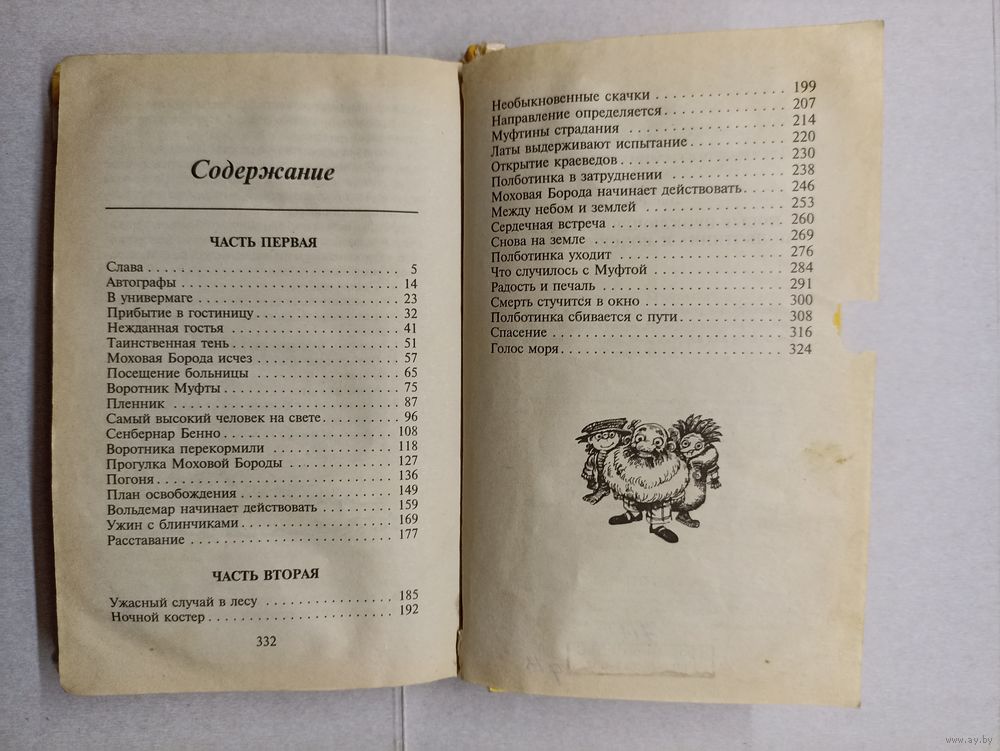 Содержание
ЧАСТЬ ПЕРВАЯ
Слава . . . . . . . . . . . . . . . . . . . . . . . . . . . . . . 5
Автографы . . . . . . . . . . . . . . . . . . . . . . . . . . 14
В универмаге . . . . . . . . . . . . . . . . . . . . . . . . 23
Прибытие в гостиницу . . . . . . . . . . . . . . . . . . 32
Нежданная гостья . . . . . . . . . . . . . . . . . . . . . 41
Таинственная тень . . . . . . . . . . . . . . . . . . . . . 51
Моховая Борода исчез . . . . . . . . . . . . . . . . . . 57
Посещение больницы . . . . . . . . . . . . . . . . . . . 65
Воротник Муфты . . . . . . . . . . . . . . . . . . . . . . 75
Пленник . . . . . . . . . . . . . . . . . . . . . . . . . . . 87
Самый высокий человек на свете . . . . . . . . . . 96
Сенбернар Бенно . . . . . . . . . . . . . . . . . . . . . . 108
Воротника перекормили . . . . . . . . . . . . . . . . . 118
Прогулка Моховой Бороды . . . . . . . . . . . . . . . 127
Погоня . . . . . . . . . . . . . . . . . . . . . . . . . . . . 136
План освобождения . . . . . . . . . . . . . . . . . . . . 149
Вольдемар начинает действовать . . . . . . . . . . . 159
Ужин с блинчиками . . . . . . . . . . . . . . . . . . . . 169
Расставание . . . . . . . . . . . . . . . . . . . . . . . . . 177
ЧАСТЬ ВТОРАЯ
Ужасный случай в лесу . . . . . . . . . . . . . . . . . 185
Ночной костер . . . . . . . . . . . . . . . . . . . . . . . . 192
332
Необыкновенные скачки . . . . . . . . . . . . . . . . . 199
Направление определяется . . . . . . . . . . . . . . . . 207
Муфтины страдания . . . . . . . . . . . . . . . . . . . . 214
Латы выдерживают испытание . . . . . . . . . . . . . 220
Открытие краеведов . . . . . . . . . . . . . . . . . . . . 230
Полботинка в затруднении . . . . . . . . . . . . . . . . 238
Моховая Борода начинает действовать . . . . . . 246
Между небом и землей . . . . . . . . . . . . . . . . . . 253
Сердечная встреча . . . . . . . . . . . . . . . . . . . . . 260
Снова на земле . . . . . . . . . . . . . . . . . . . . . . . 269
Полботинка уходит . . . . . . . . . . . . . . . . . . . . . 276
Что случилось с Муфтой . . . . . . . . . . . . . . . . . 284
Радость и печаль . . . . . . . . . . . . . . . . . . . . . . 291
Смерть стучится в окно . . . . . . . . . . . . . . . . . . 300
Полботинка сбивается с пути . . . . . . . . . . . . . . 308
Спасение . . . . . . . . . . . . . . . . . . . . . . . . . . . 316
Голос моря . . . . . . . . . . . . . . . . . . . . . . . . . . 324
www.ay.by